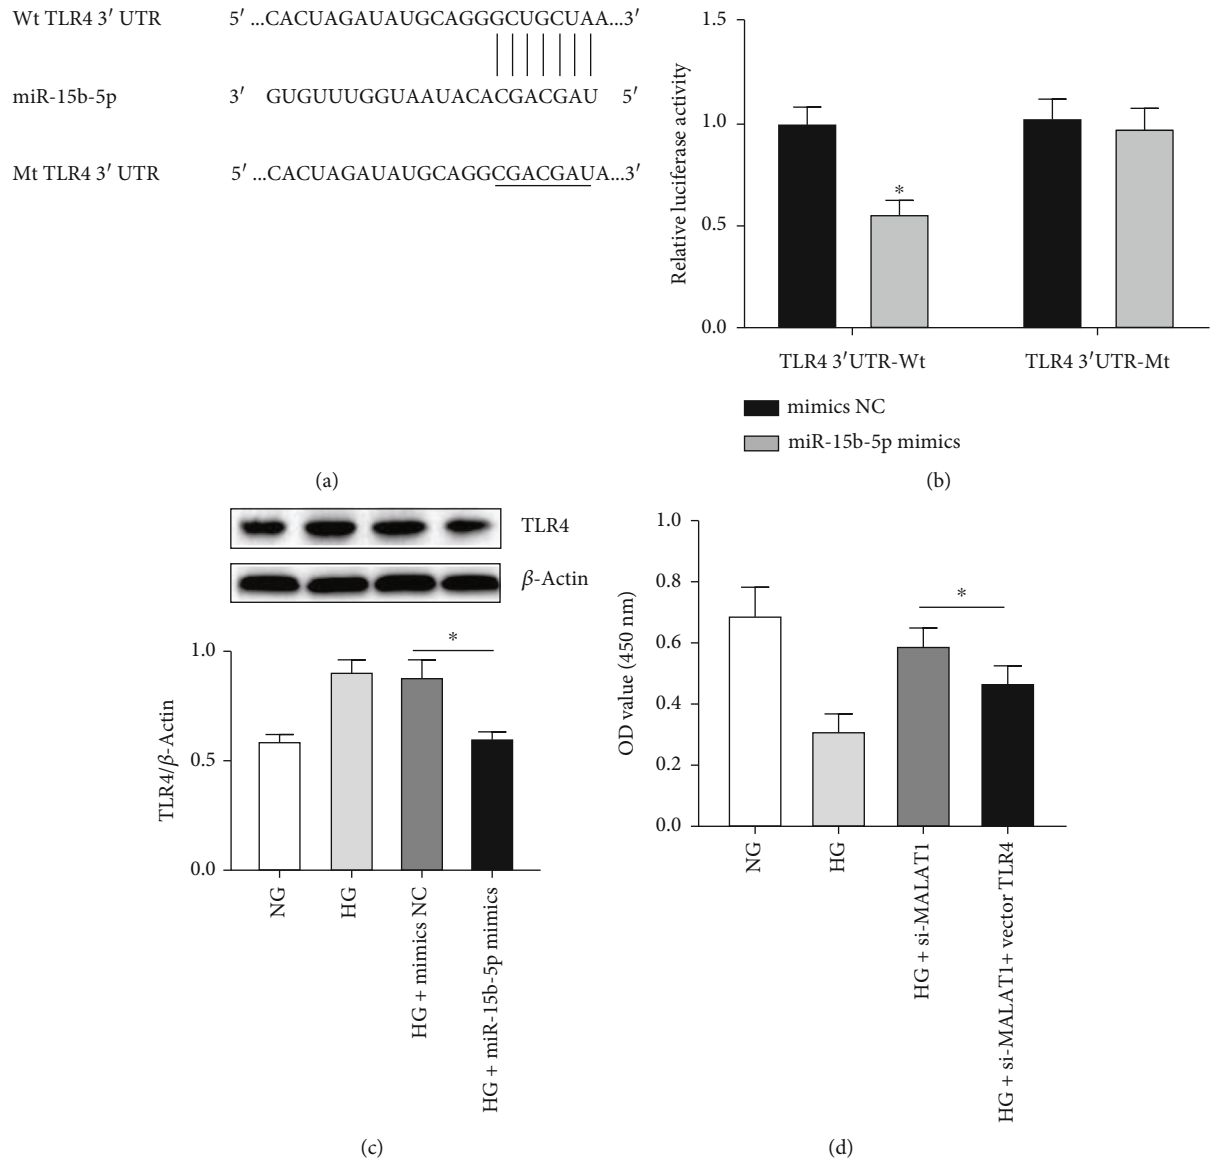 Wt TLR4 3′ UTR 5′ ...CACUAGAUAUGCAGGGCUGCUAA...3′
miR-15b-5p 3′ GUGUUUGGUAAUACACGACGAU 5′
Mt TLR4 3′ UTR 5′ ...CACUAGAUAUGCAGGCGACGAUA...3′
(a)
Relative luciferase activity
1.5
1.0
0.5
0.0
*
TLR4 3′UTR-Wt TLR4 3′UTR-Mt
mimics NC
miR-15b-5p mimics
(b)
TLR4
β-Actin
TLR4/β-Actin
1.0
0.5
0.0
*
NG
HG
HG + mimics NC
HG + miR-15b-5p mimics
(c)
OD value (450 nm)
1.0
0.8
0.6
0.4
0.2
0.0
*
NG
HG
HG + si-MALAT1
HG + si-MALAT1+ vector TLR4
(d)